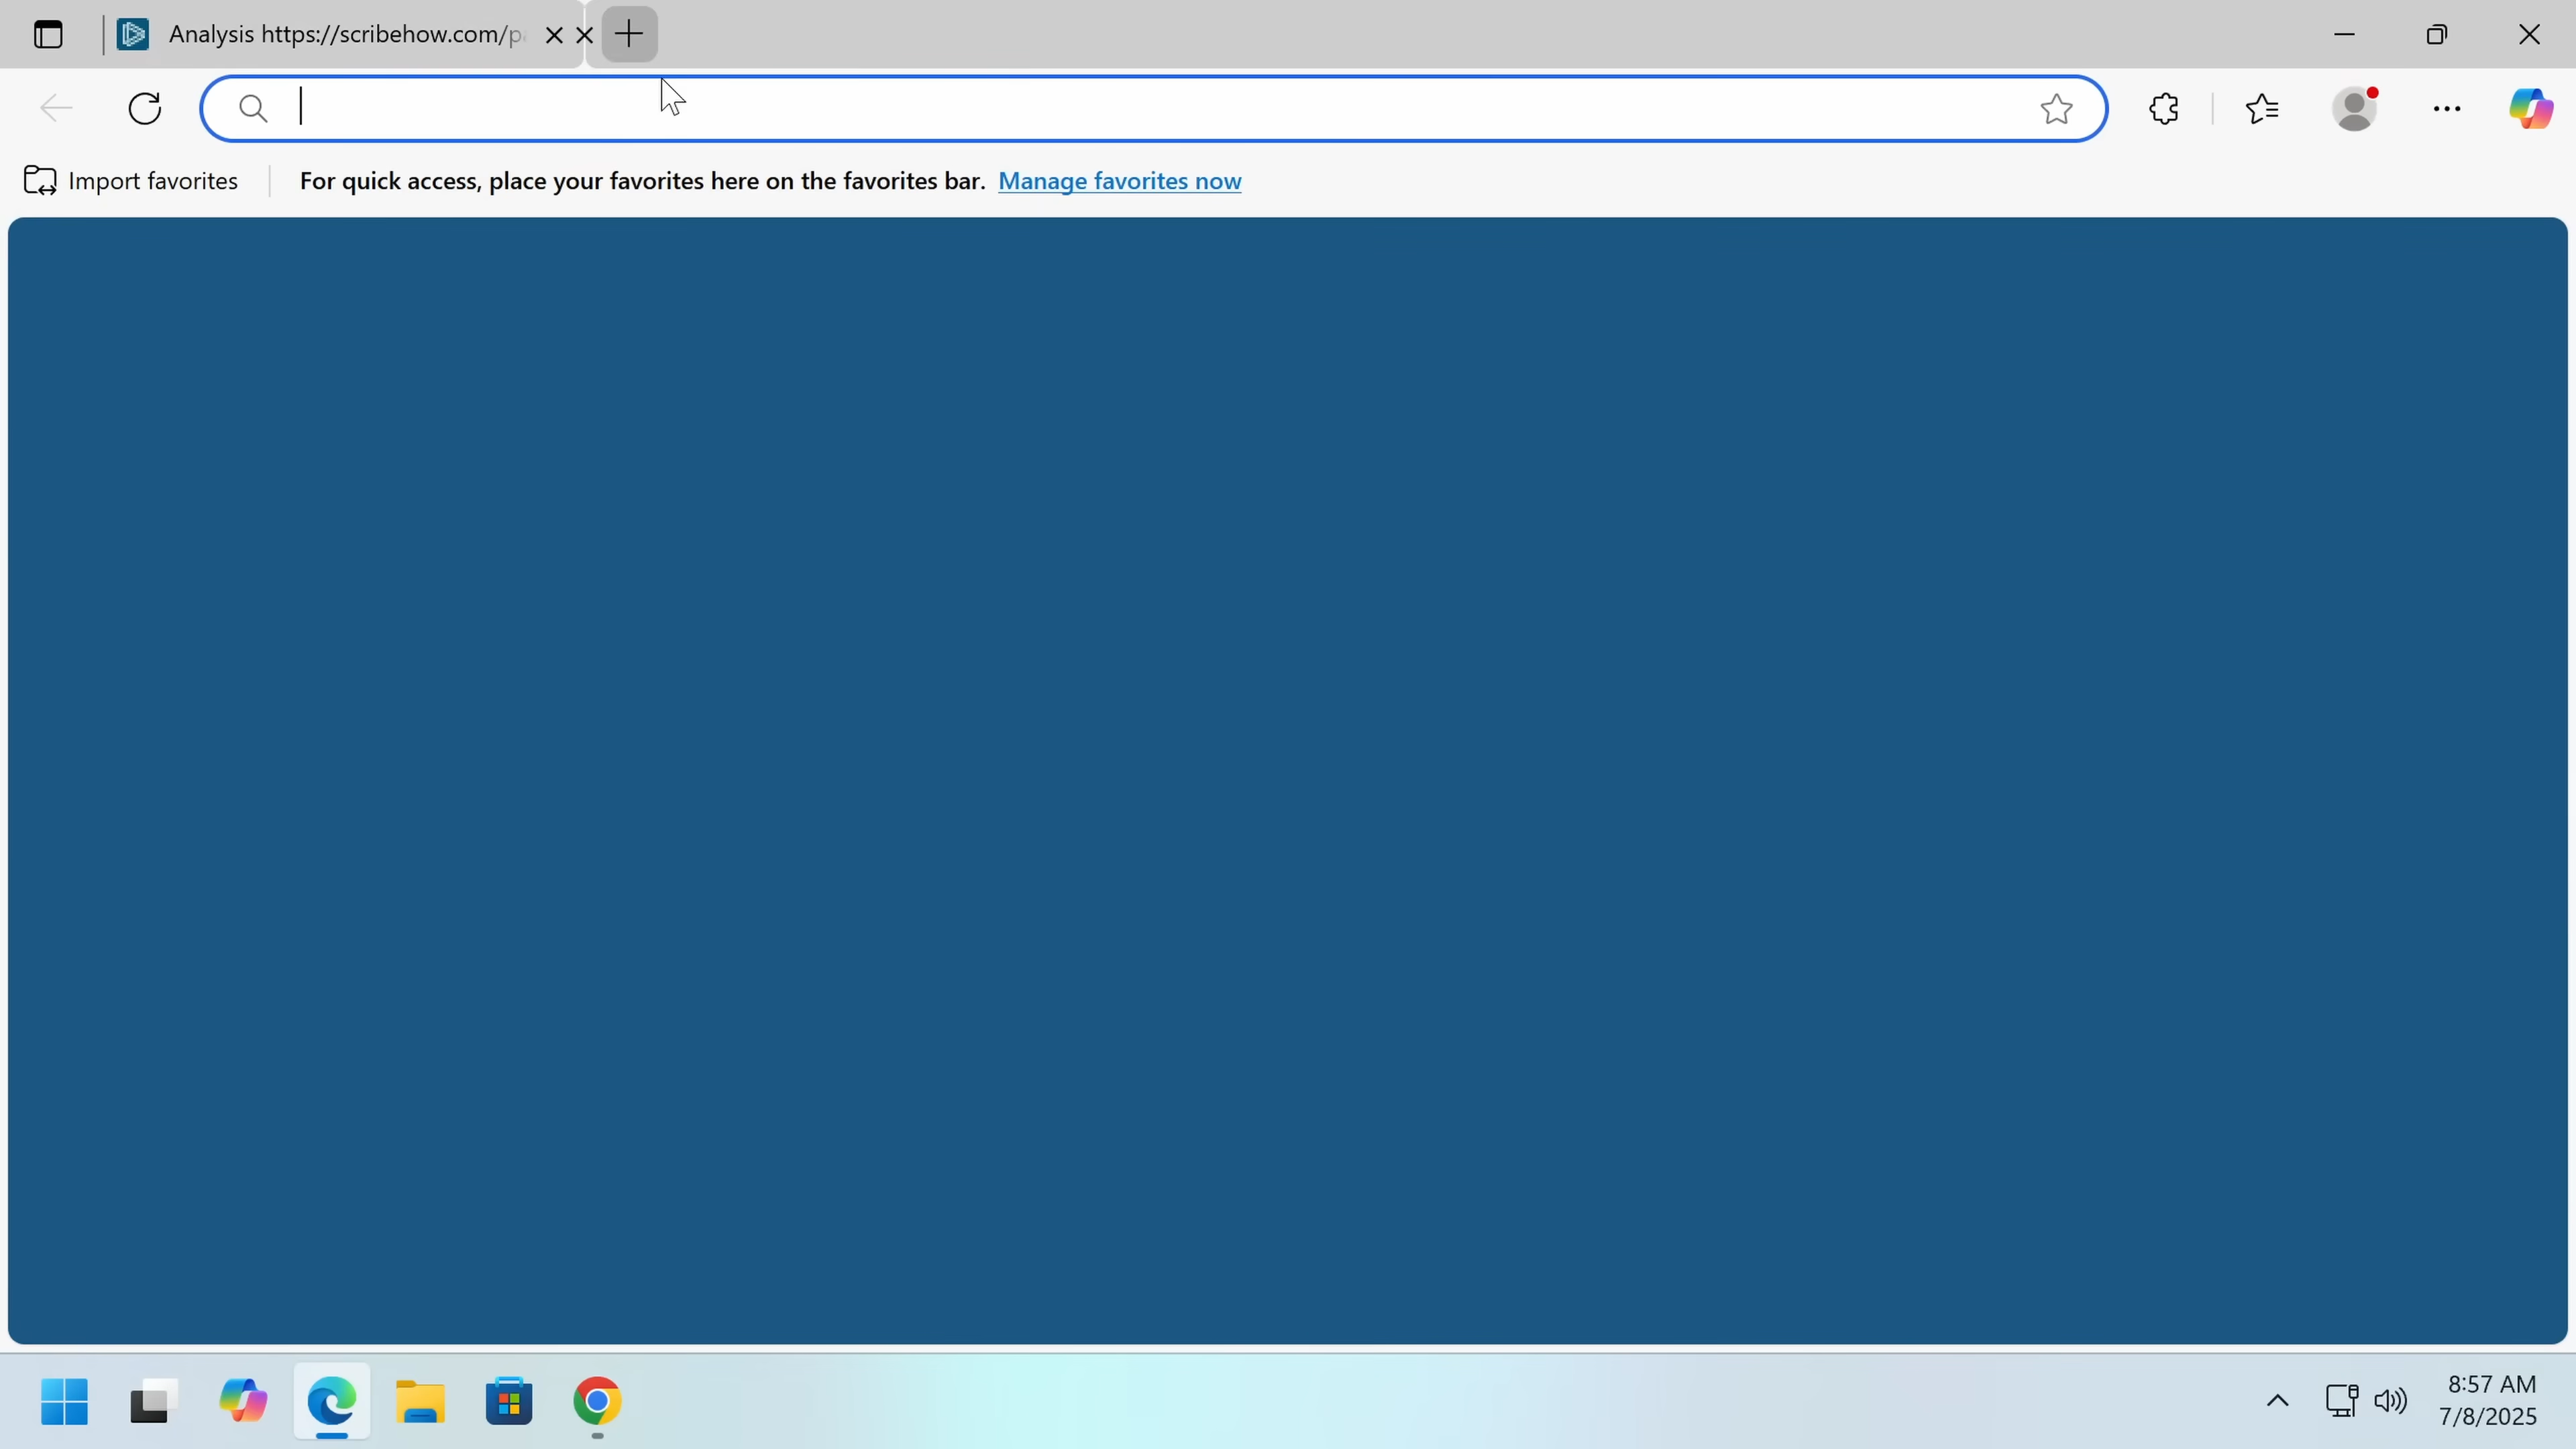 Analysis https://scribehow.com/p
Import favorites
For quick access, place your favorites here on the favorites bar. Manage favorites now
8:57 AM
7/8/2025